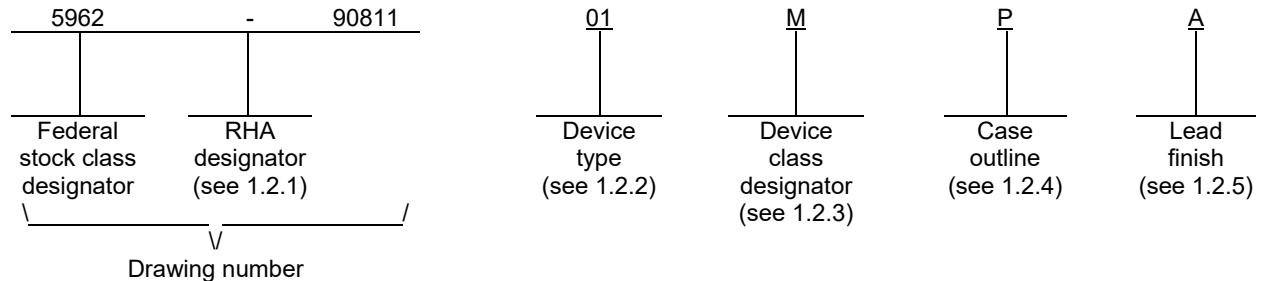 5962 - 90811 01 M P A
Federal stock class designator
RHA designator (see 1.2.1)
Device type (see 1.2.2)
Device class designator (see 1.2.3)
Case outline (see 1.2.4)
Lead finish (see 1.2.5)
\ / \/
Drawing number